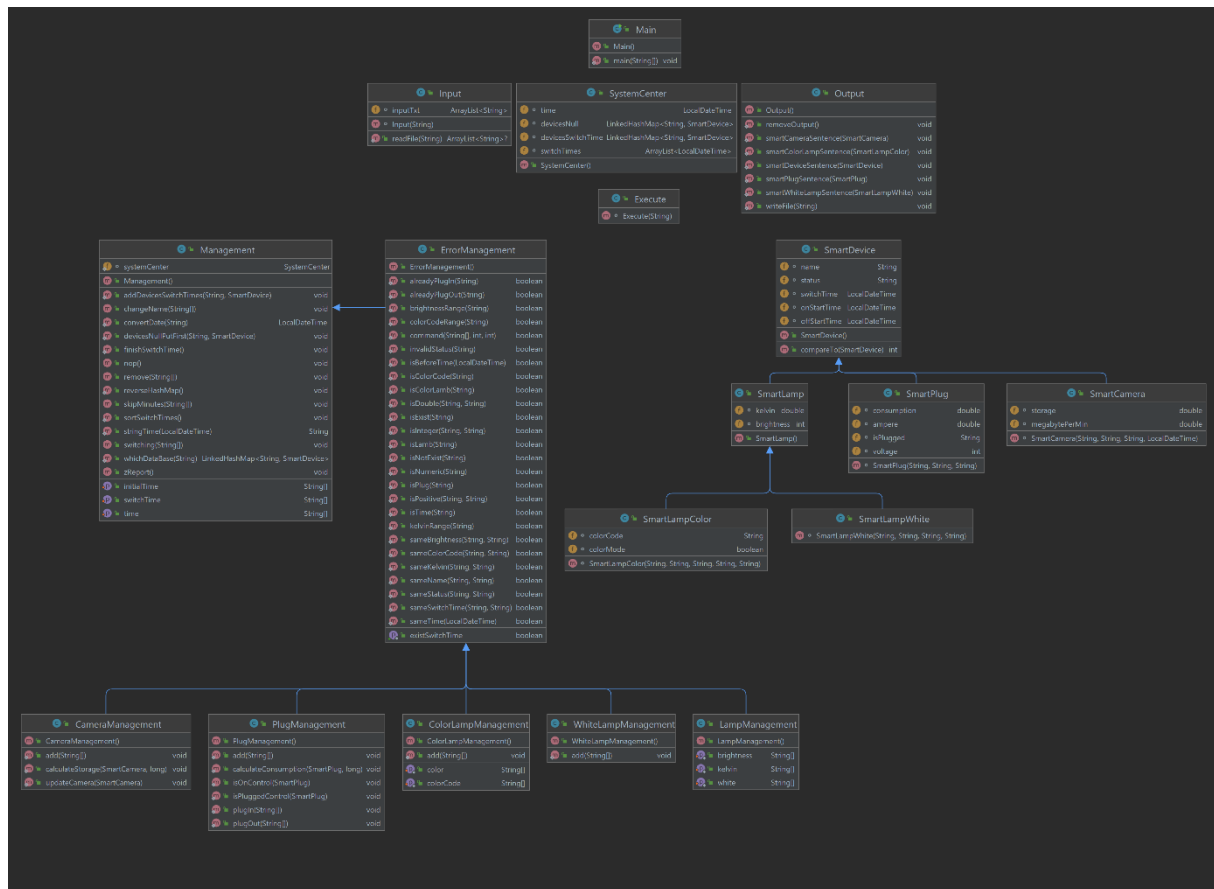 Main
Main()
main(String[]) void
Input
inputTxt ArrayList<String>
Input(String)
readFile(String) ArrayList<String>?
SystemCenter
time LocalDateTime
devicesNull LinkedHashMap<String, SmartDevice>
devicesSwitchTime LinkedHashMap<String, SmartDevice>
switchTimes ArrayList<LocalDateTime>
SystemCenter()
Output
Output()
removeOutput() void
smartCameraSentence(SmartCamera) void
smartColorLampSentence(SmartLampColor) void
smartDeviceSentence(SmartDevice) void
smartPlugSentence(SmartPlug) void
smartWhiteLampSentence(SmartLampWhite) void
writeFile(String) void
Execute
Execute(String)
Management
systemCenter SystemCenter
Management()
addDevicesSwitchTimes(String, SmartDevice) void
changeName(String[]) void
convertDate(String) LocalDateTime
devicesNullPutFirst(String, SmartDevice) void
finishSwitchTime() void
nop() void
remove(String[]) void
reverseHashMap() void
skipMinutes(String[]) void
sortSwitchTimes() void
stringTime(LocalDateTime) String
switching(String[]) void
whichDataBase(String) LinkedHashMap<String, SmartDevice>
zReport() void
initialTime String[]
switchTime String[]
time String[]
ErrorManagement
ErrorManagement()
alreadyPlugIn(String) boolean
alreadyPlugOut(String) boolean
brightnessRange(String) boolean
colorCodeRange(String) boolean
command(String[], int, int) boolean
invalidStatus(String) boolean
isBeforeTime(LocalDateTime) boolean
isColorCode(String) boolean
isColorLamb(String) boolean
isDouble(String, String) boolean
isExist(String) boolean
isInteger(String, String) boolean
isLamb(String) boolean
isNotExist(String) boolean
isNumeric(String) boolean
isPlug(String) boolean
isPositive(String, String) boolean
isTime(String) boolean
kelvinRange(String) boolean
sameBrightness(String, String) boolean
sameColorCode(String, String) boolean
sameKelvin(String, String) boolean
sameName(String, String) boolean
sameStatus(String, String) boolean
sameSwitchTime(String, String) boolean
sameTime(LocalDateTime) boolean
existSwitchTime boolean
SmartDevice
name String
status String
switchTime LocalDateTime
onStartTime LocalDateTime
offStartTime LocalDateTime
SmartDevice()
compareTo(SmartDevice) int
SmartLamp
kelvin double
brightness int
SmartLamp()
SmartPlug
consumption double
ampere double
isPlugged String
voltage int
SmartPlug(String, String, String)
SmartCamera
storage double
megabytePerMin double
SmartCamera(String, String, String, LocalDateTime)
SmartLampColor
colorCode String
colorMode boolean
SmartLampColor(String, String, String, String, String)
SmartLampWhite
SmartLampWhite(String, String, String, String)
CameraManagement
CameraManagement()
add(String[]) void
calculateStorage(SmartCamera, long) void
updateCamera(SmartCamera) void
PlugManagement
PlugManagement()
add(String[]) void
calculateConsumption(SmartPlug, long) void
isOnControl(SmartPlug) void
isPluggedControl(SmartPlug) void
plugIn(String[]) void
plugOut(String[]) void
ColorLampManagement
ColorLampManagement()
add(String[]) void
color String[]
colorCode String[]
WhiteLampManagement
WhiteLampManagement()
add(String[]) void
LampManagement
LampManagement()
brightness String[]
kelvin String[]
white String[]